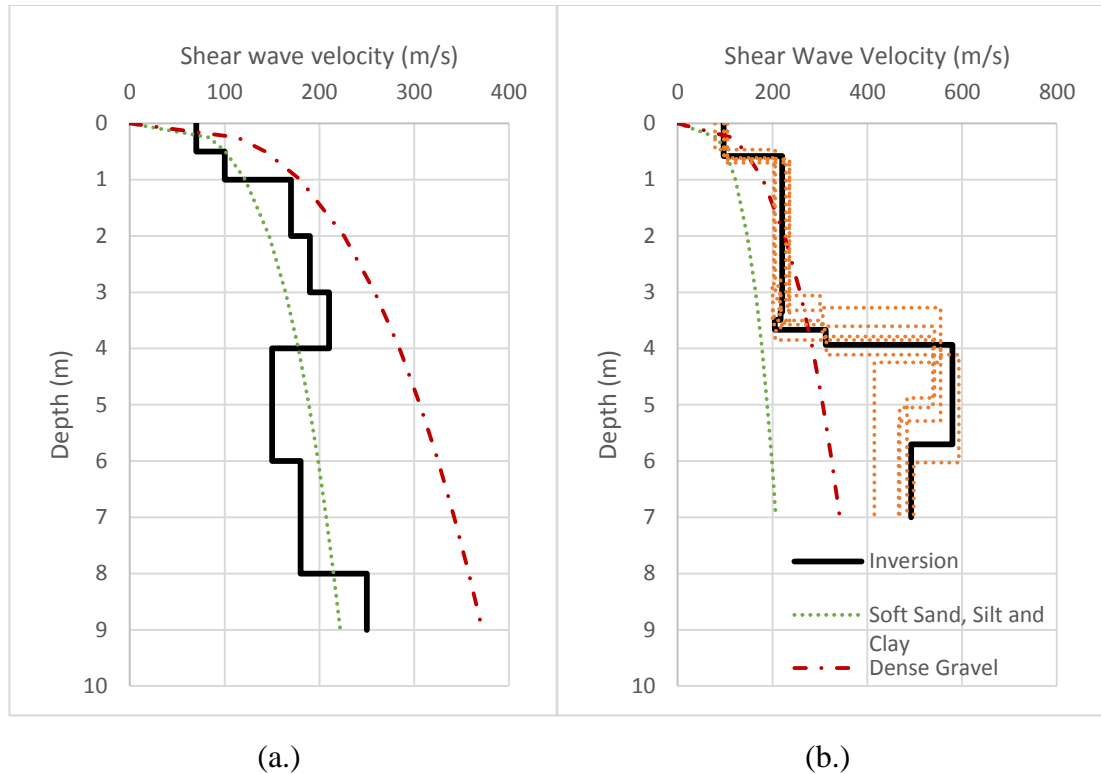 Shear wave velocity (m/s)
0 100 200 300 400
0
1
2
3
4
5
6
7
8
9
10
Depth (m)
(a.)
Shear Wave Velocity (m/s)
0 200 400 600 800
0
1
2
3
4
5
6
7
8
9
10
Depth (m)
Inversion
Soft Sand, Silt and
Clay
Dense Gravel
(b.)